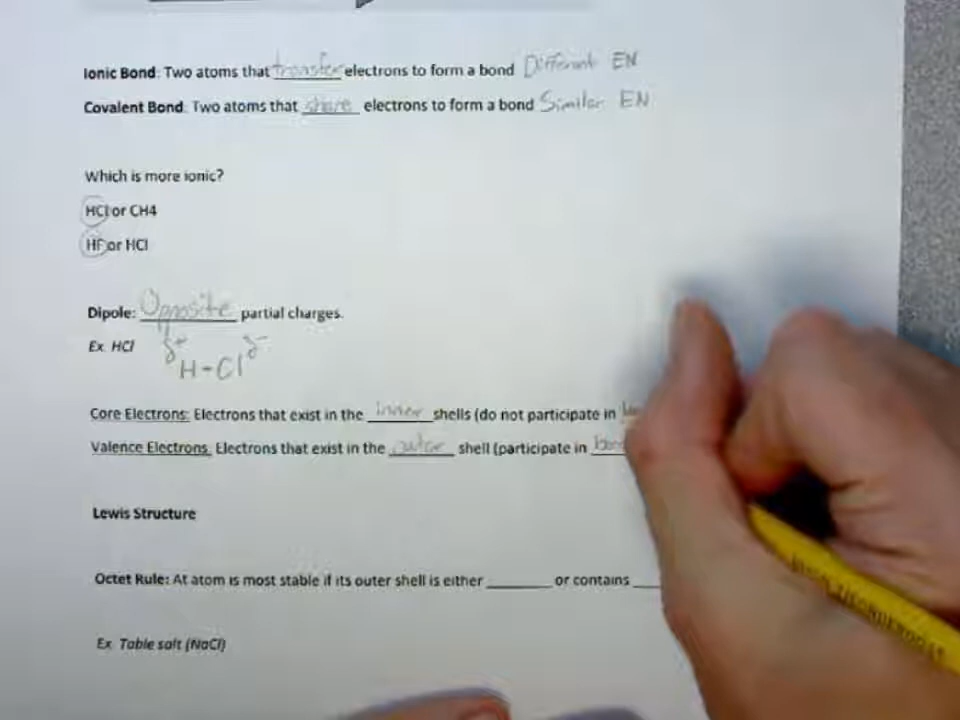 Ionic Bond: Two atoms that transfer electrons to form a bond Different EN
Covalent Bond: Two atoms that share electrons to form a bond Similar EN
Which is more ionic?
HCl or CH4
HF or HCl
Dipole: Opposite partial charges.
Ex. HCl δ+ H-Cl δ-
Core Electrons: Electrons that exist in the inner shells (do not participate in
Valence Electrons: Electrons that exist in the outer shell (participate in
Lewis Structure
Octet Rule: At atom is most stable if its outer shell is either ______ or contains ___
Ex. Table salt (NaCl)